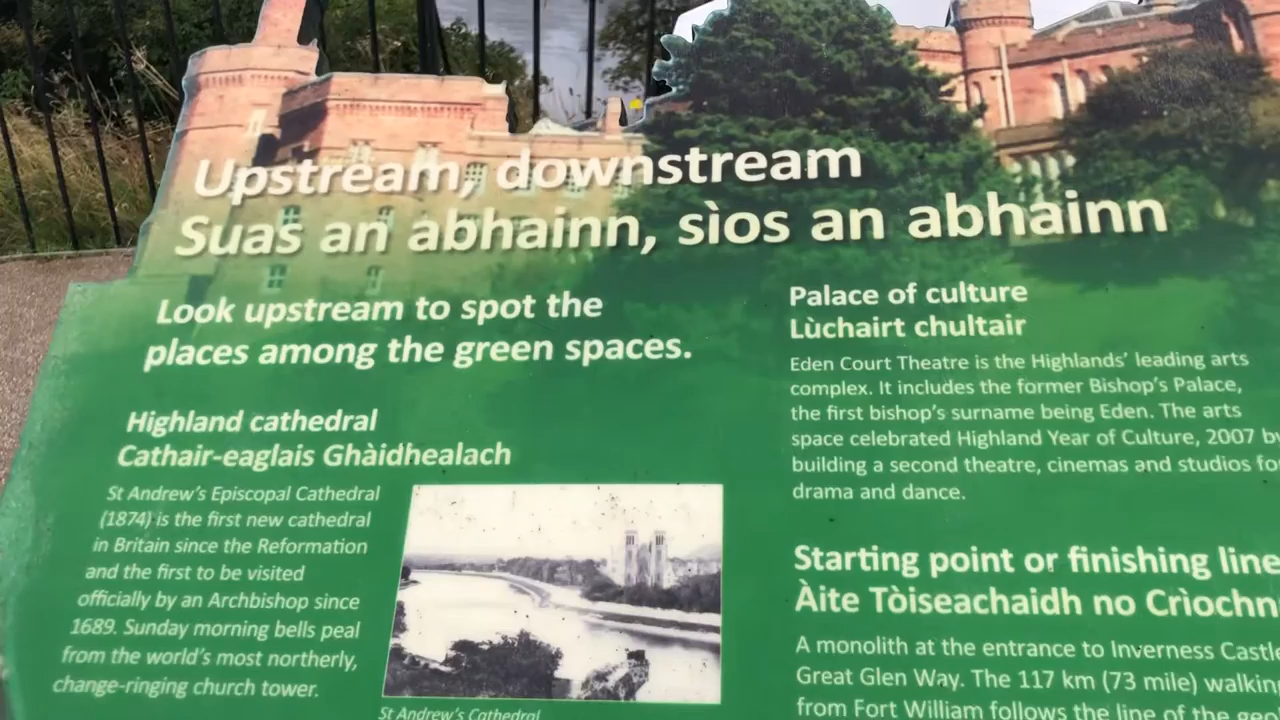 Upstream, downstream
Suas an abhainn, sìos an abhainn
Look upstream to spot the
places among the green spaces.
Highland cathedral
Cathair-eaglais Ghàidhealach
St Andrew's Episcopal Cathedral
(1874) is the first new cathedral
in Britain since the Reformation
and the first to be visited
officially by an Archbishop since
1689. Sunday morning bells peal
from the world's most northerly,
change-ringing church tower.
St Andrew's Cathedral
Palace of culture
Lùchairt chultair
Eden Court Theatre is the Highlands' leading arts
complex. It includes the former Bishop's Palace,
the first bishop's surname being Eden. The arts
space celebrated Highland Year of Culture, 2007 by
building a second theatre, cinemas and studios for
drama and dance.
Starting point or finishing line
Àite Tòiseachaidh no Crìochn
A monolith at the entrance to Inverness Castle
Great Glen Way. The 117 km (73 mile) walking
from Fort William follows the line of the